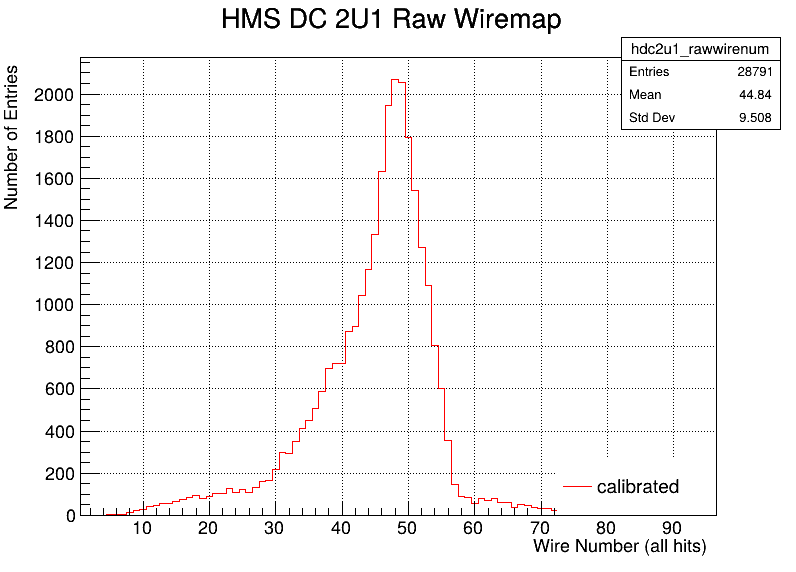 HMS DC 2U1 Raw Wiremap
hdc2u1_rawwirenum
Entries 28791
Mean 44.84
Std Dev 9.508
Number of Entries
2000
1800
1600
1400
1200
1000
800
600
400
200
0
calibrated
10 20 30 40 50 60 70 80 90
Wire Number (all hits)